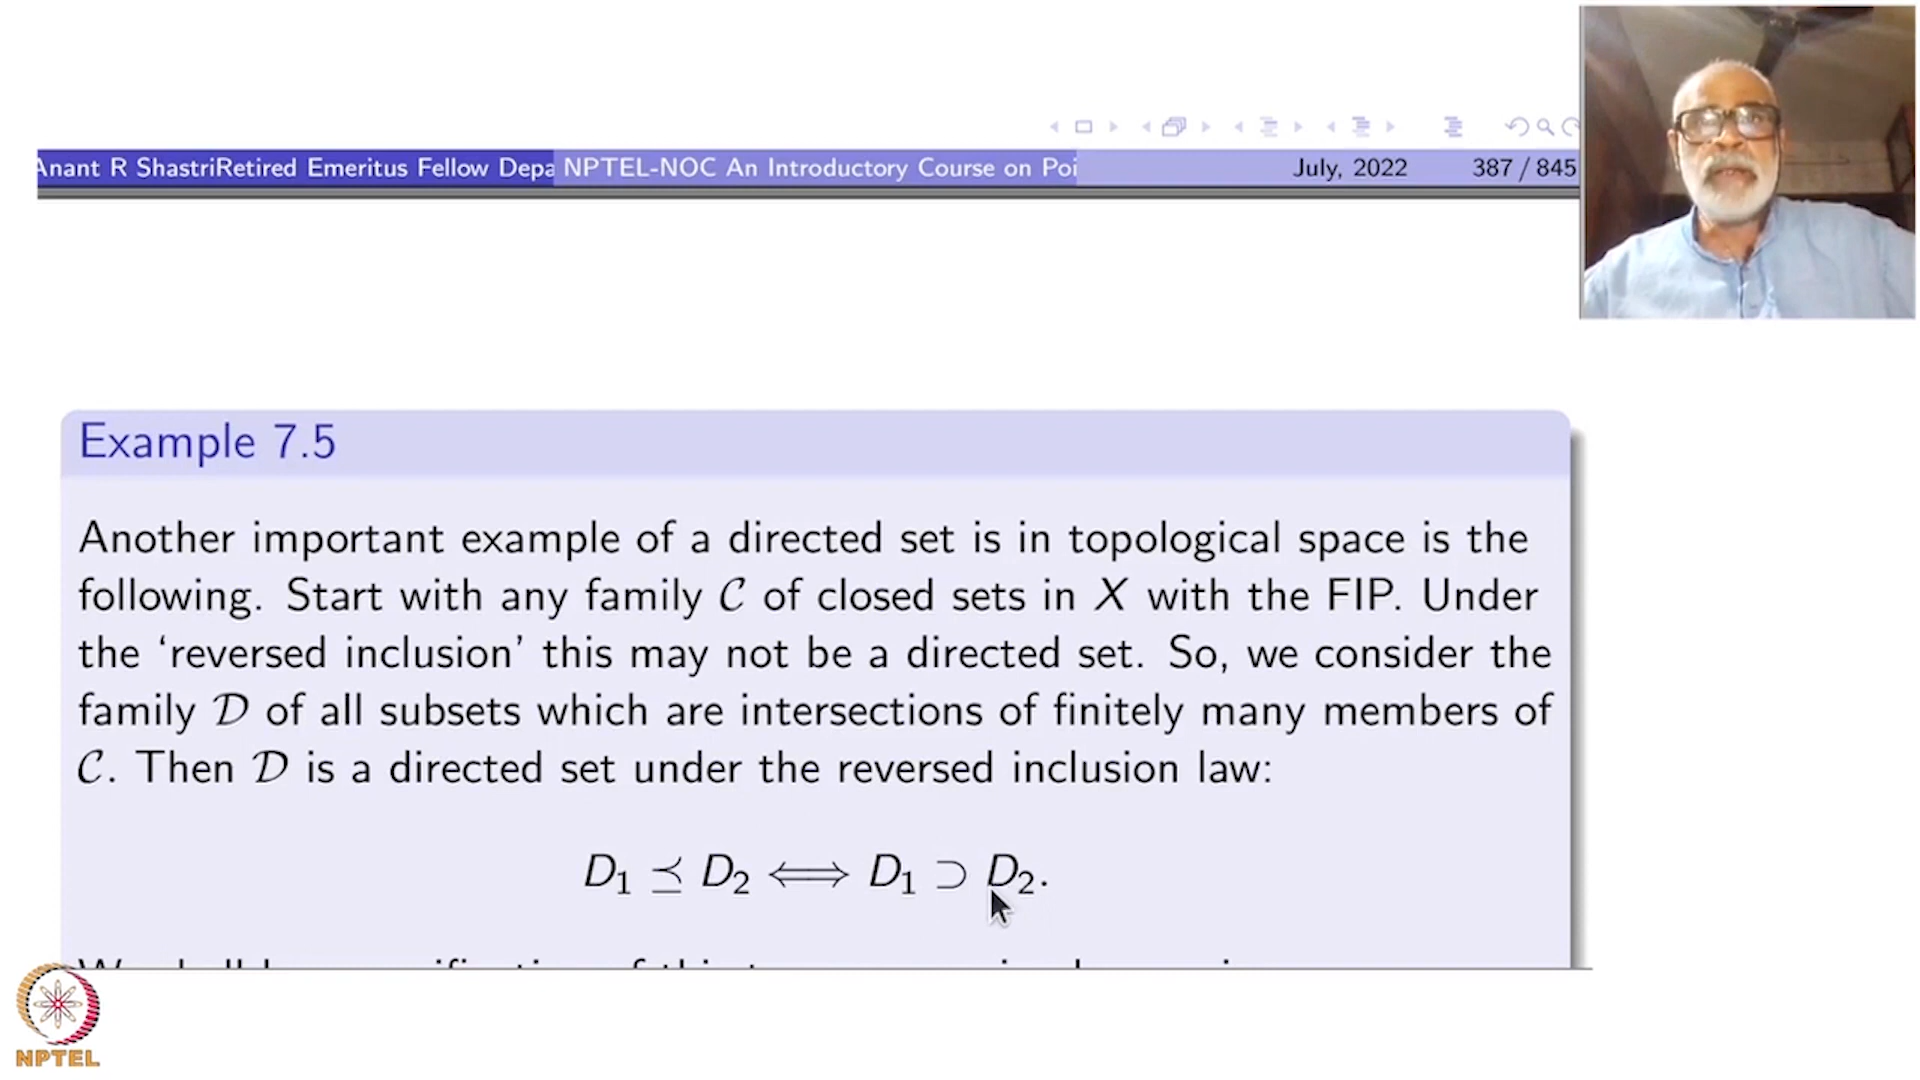 Anant R ShastriRetired Emeritus Fellow Depa NPTEL-NOC An Introductory Course on Poi July, 2022 387 / 845
Example 7.5
Another important example of a directed set is in topological space is the
following. Start with any family 𝒞 of closed sets in X with the FIP. Under
the ‘reversed inclusion’ this may not be a directed set. So, we consider the
family 𝒟 of all subsets which are intersections of finitely many members of
𝒞. Then 𝒟 is a directed set under the reversed inclusion law:
D₁ ⪯ D₂ ⟺ D₁ ⊃ D₂.
NPTEL